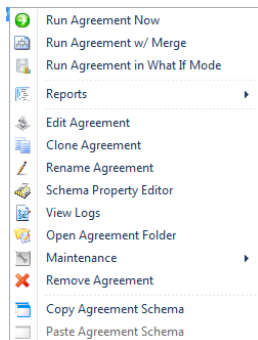 Run Agreement Now
Run Agreement w/ Merge
Run Agreement in What If Mode
Reports
Edit Agreement
Clone Agreement
Rename Agreement
Schema Property Editor
View Logs
Open Agreement Folder
Maintenance
Remove Agreement
Copy Agreement Schema
Paste Agreement Schema